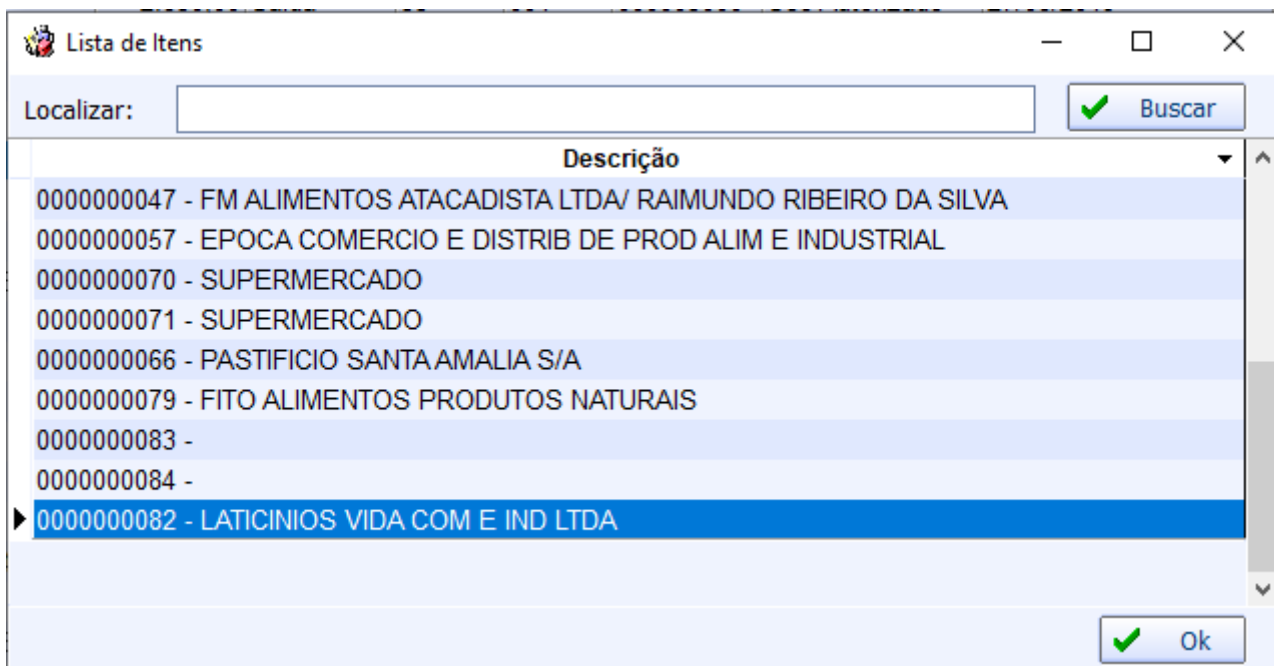 Lista de Itens
Localizar:
Buscar
Descrição
0000000047 - FM ALIMENTOS ATACADISTA LTDA/ RAIMUNDO RIBEIRO DA SILVA
0000000057 - EPOCA COMERCIO E DISTRIB DE PROD ALIM E INDUSTRIAL
0000000070 - SUPERMERCADO
0000000071 - SUPERMERCADO
0000000066 - PASTIFICIO SANTA AMALIA S/A
0000000079 - FITO ALIMENTOS PRODUTOS NATURAIS
0000000083 -
0000000084 -
0000000082 - LATICINIOS VIDA COM E IND LTDA
Ok